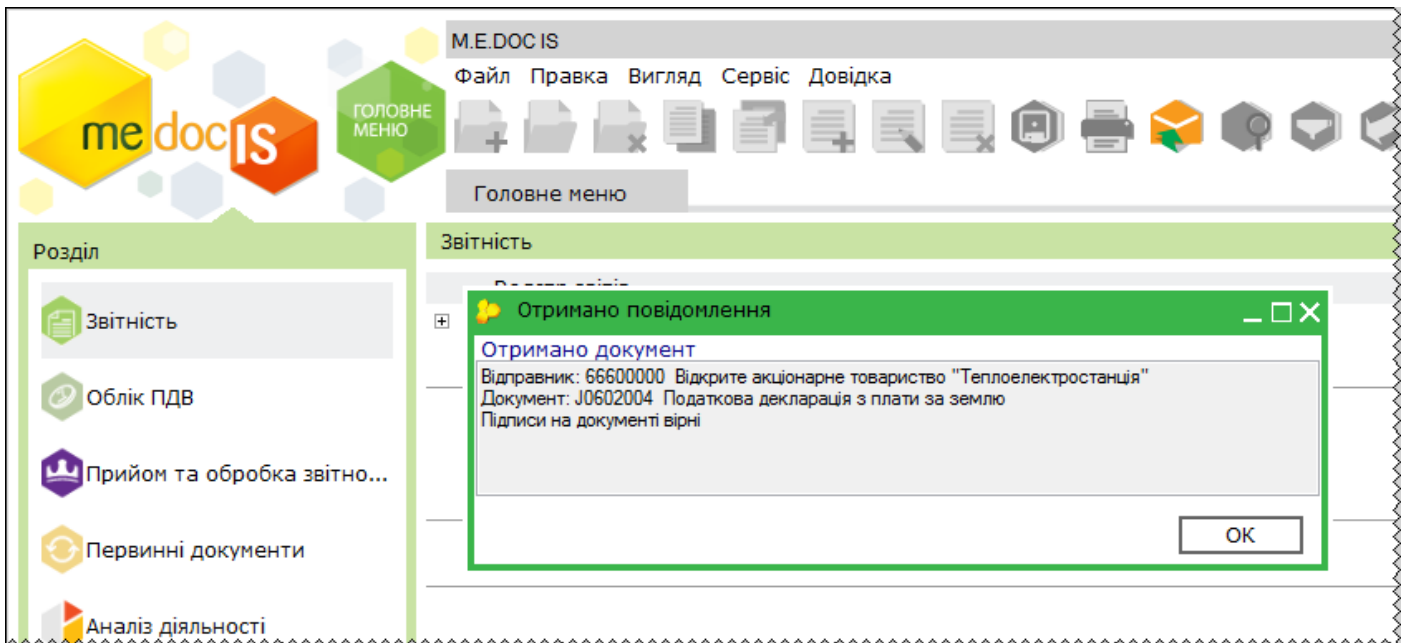 M.E.DOC IS
Файл Правка Вигляд Сервіс Довідка
me doc IS
ГОЛОВНЕ
МЕНЮ
Головне меню
Розділ
Звітність
Звітність
Облік ПДВ
Прийом та обробка звітно...
Первинні документи
Аналіз діяльності
Отримано повідомлення
Отримано документ
Відправник: 66600000 Відкрите акціонарне товариство "Теплоелектростанція"
Документ: J0602004 Податкова декларація з плати за землю
Підписи на документі вірні
ОК